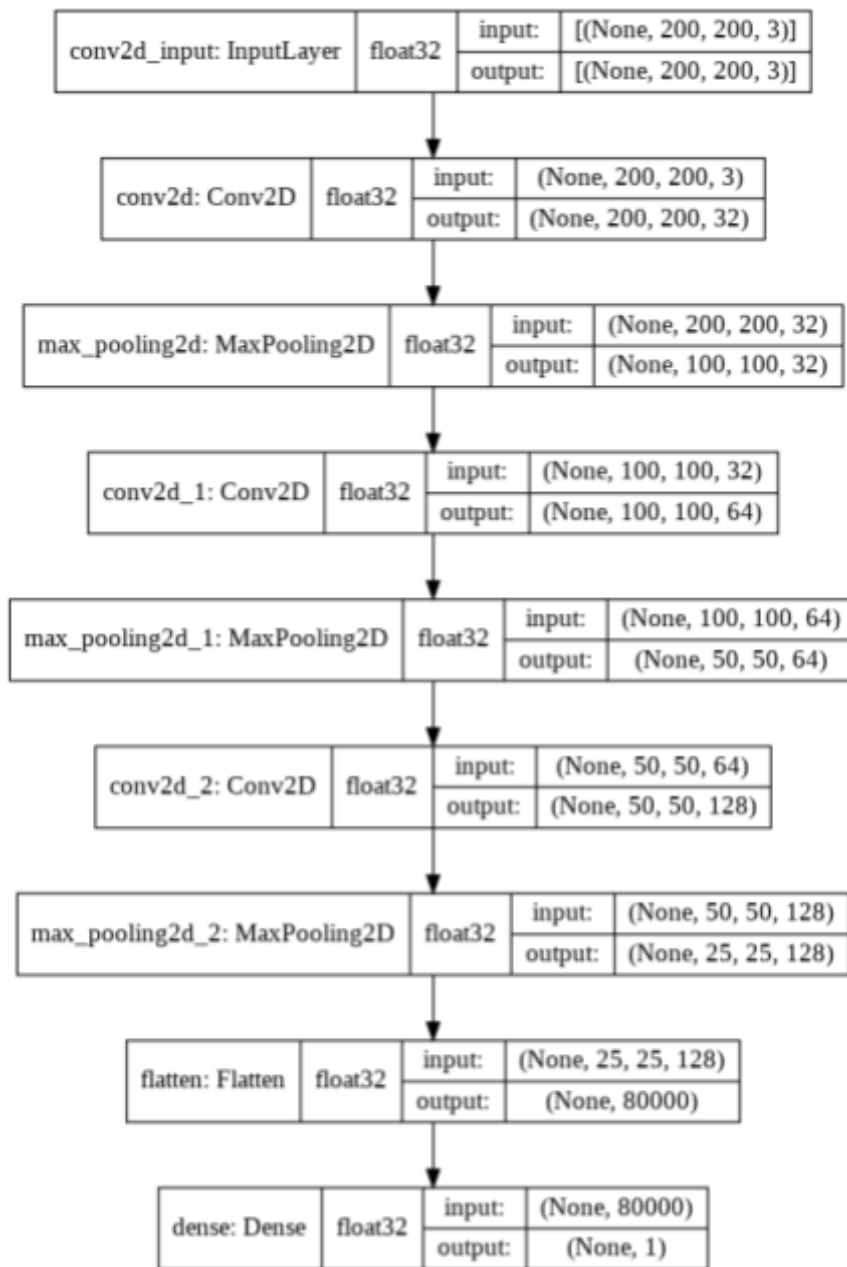 conv2d_input: InputLayer float32 input: [(None, 200, 200, 3)]
output: [(None, 200, 200, 3)]
conv2d: Conv2D float32 input: (None, 200, 200, 3)
output: (None, 200, 200, 32)
max_pooling2d: MaxPooling2D float32 input: (None, 200, 200, 32)
output: (None, 100, 100, 32)
conv2d_1: Conv2D float32 input: (None, 100, 100, 32)
output: (None, 100, 100, 64)
max_pooling2d_1: MaxPooling2D float32 input: (None, 100, 100, 64)
output: (None, 50, 50, 64)
conv2d_2: Conv2D float32 input: (None, 50, 50, 64)
output: (None, 50, 50, 128)
max_pooling2d_2: MaxPooling2D float32 input: (None, 50, 50, 128)
output: (None, 25, 25, 128)
flatten: Flatten float32 input: (None, 25, 25, 128)
output: (None, 80000)
dense: Dense float32 input: (None, 80000)
output: (None, 1)